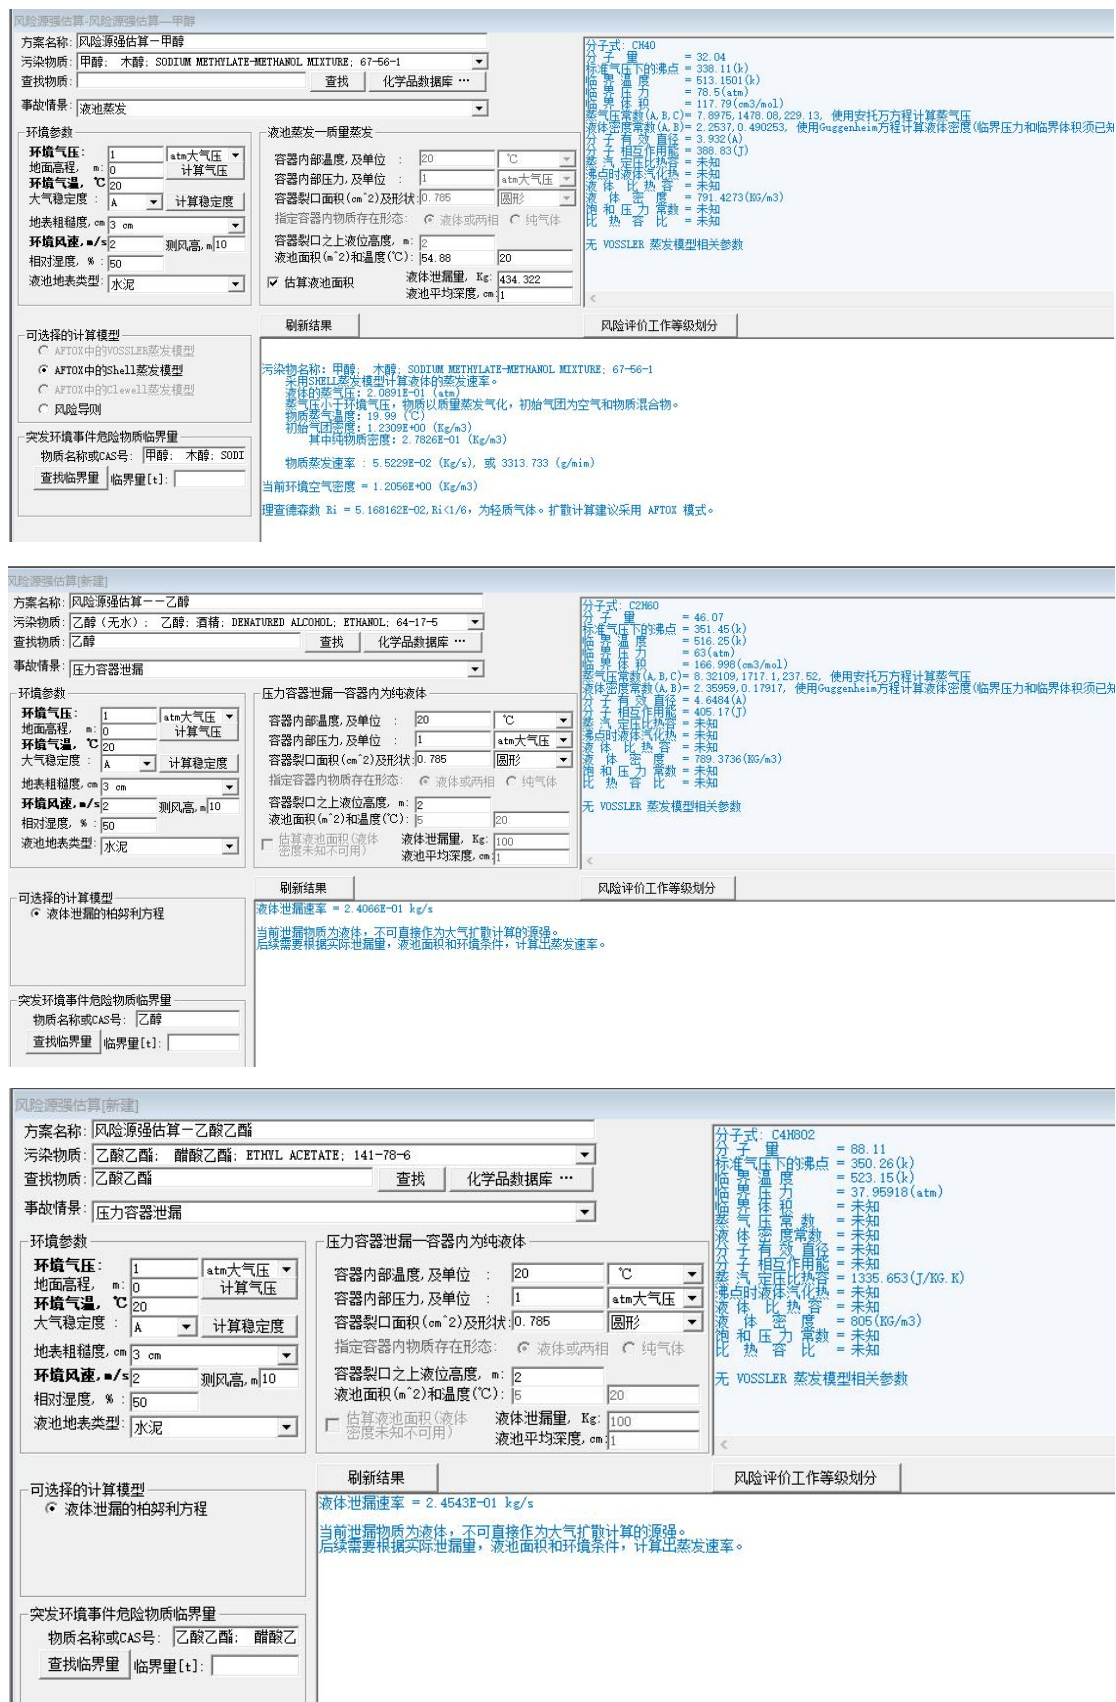 风险源强估算-风险源强估算—甲醇
方案名称: 风险源强估算－甲醇
污染物质: 甲醇; 木醇; SODIUM METHYLATE-METHANOL MIXTURE; 67-56-1
查找物质: 查找 化学品数据库 …
事故情景: 液池蒸发
环境参数
环境气压: 1 atm大气压
地面高程, m: 0 计算气压
环境气温, ℃ 20
大气稳定度 : A 计算稳定度
地表粗糙度, cm 3 cm
环境风速, m/s 2 测风高, m 10
相对湿度, % : 50
液池地表类型: 水泥
液池蒸发—质量蒸发
容器内部温度, 及单位 : 20 ℃
容器内部压力, 及单位 : 1 atm大气压
容器裂口面积(cm^2)及形状: 0.785 圆形
指定容器内物质存在形态: 液体或两相 纯气体
容器裂口之上液位高度, m: 2
液池面积(m^2)和温度(℃): 54.88 20
估算液池面积 液体泄漏量, Kg: 434.322
液池平均深度, cm: 1
分子式: CH4O
分 子 量 = 32.04
标准气压下的沸点 = 338.11(k)
临 界 温 度 = 513.1501(k)
临 界 压 力 = 78.5(atm)
临 界 体 积 = 117.79(cm3/mol)
蒸气压常数(A,B,C)= 7.8975,1478.08,229.13, 使用安托万方程计算蒸气压
液体密度常数(A,B)= 2.2537,0.490253, 使用Guggenheim方程计算液体密度(临界压力和临界体积须已知
分 子 有 效 直径 = 3.932(A)
分 子 相互作用能 = 388.83(J)
蒸 汽 定压比热容 = 未知
沸点时液体汽化热 = 未知
液 体 比 热 容 = 未知
液 体 密 度 = 791.4273(KG/m3)
饱 和 压 力 常数 = 未知
比 热 容 比 = 未知
无 VOSSLER 蒸发模型相关参数
刷新结果 风险评价工作等级划分
可选择的计算模型
AFTOX中的VOSSLER蒸发模型
AFTOX中的Shell蒸发模型
AFTOX中的Clewell蒸发模型
风险导则
突发环境事件危险物质临界量
物质名称或CAS号: 甲醇; 木醇; SODI
查找临界量 临界量[t]:
污染物名称: 甲醇; 木醇; SODIUM METHYLATE-METHANOL MIXTURE; 67-56-1
采用SHELL蒸发模型计算液体的蒸发速率。
液体的蒸气压: 2.0891E-01 (atm)
蒸气压小于环境气压, 物质以质量蒸发气化, 初始气团为空气和物质混合物。
物质蒸气温度: 19.99 (℃)
初始气团密度: 1.2309E+00 (Kg/m3)
其中纯物质密度: 2.7826E-01 (Kg/m3)
物质蒸发速率 : 5.5229E-02 (Kg/s), 或 3313.733 (g/min)
当前环境空气密度 = 1.2056E+00 (Kg/m3)
理查德森数 Ri = 5.168162E-02,Ri<1/6, 为轻质气体。扩散计算建议采用 AFTOX 模式。
风险源强估算[新建]
方案名称: 风险源强估算－－乙醇
污染物质: 乙醇（无水）; 乙醇; 酒精; DENATURED ALCOHOL; ETHANOL; 64-17-5
查找物质: 乙醇 查找 化学品数据库 …
事故情景: 压力容器泄漏
环境参数
环境气压: 1 atm大气压
地面高程, m: 0 计算气压
环境气温, ℃ 20
大气稳定度 : A 计算稳定度
地表粗糙度, cm 3 cm
环境风速, m/s 2 测风高, m 10
相对湿度, % : 50
液池地表类型: 水泥
压力容器泄漏—容器内为纯液体
容器内部温度, 及单位 : 20 ℃
容器内部压力, 及单位 : 1 atm大气压
容器裂口面积(cm^2)及形状: 0.785 圆形
指定容器内物质存在形态: 液体或两相 纯气体
容器裂口之上液位高度, m: 2
液池面积(m^2)和温度(℃): 5 20
估算液池面积(液体密度未知不可用) 液体泄漏量, Kg: 100
液池平均深度, cm: 1
分子式: C2H6O
分 子 量 = 46.07
标准气压下的沸点 = 351.45(k)
临 界 温 度 = 516.25(k)
临 界 压 力 = 63(atm)
临 界 体 积 = 166.998(cm3/mol)
蒸气压常数(A,B,C)= 8.32109,1717.1,237.52, 使用安托万方程计算蒸气压
液体密度常数(A,B)= 2.35959,0.17917, 使用Guggenheim方程计算液体密度(临界压力和临界体积须已知
分 子 有 效 直径 = 4.6484(A)
分 子 相互作用能 = 405.17(J)
蒸 汽 定压比热容 = 未知
沸点时液体汽化热 = 未知
液 体 比 热 容 = 未知
液 体 密 度 = 789.3736(KG/m3)
饱 和 压 力 常数 = 未知
比 热 容 比 = 未知
无 VOSSLER 蒸发模型相关参数
刷新结果 风险评价工作等级划分
可选择的计算模型
液体泄漏的柏努利方程
突发环境事件危险物质临界量
物质名称或CAS号: 乙醇
查找临界量 临界量[t]:
液体泄漏速率 = 2.4066E-01 kg/s
当前泄漏物质为液体, 不可直接作为大气扩散计算的源强。
后续需要根据实际泄漏量, 液池面积和环境条件, 计算出蒸发速率。
风险源强估算[新建]
方案名称: 风险源强估算－乙酸乙酯
污染物质: 乙酸乙酯; 醋酸乙酯; ETHYL ACETATE; 141-78-6
查找物质: 乙酸乙酯 查找 化学品数据库 …
事故情景: 压力容器泄漏
环境参数
环境气压: 1 atm大气压
地面高程, m: 0 计算气压
环境气温, ℃ 20
大气稳定度 : A 计算稳定度
地表粗糙度, cm 3 cm
环境风速, m/s 2 测风高, m 10
相对湿度, % : 50
液池地表类型: 水泥
压力容器泄漏—容器内为纯液体
容器内部温度, 及单位 : 20 ℃
容器内部压力, 及单位 : 1 atm大气压
容器裂口面积(cm^2)及形状: 0.785 圆形
指定容器内物质存在形态: 液体或两相 纯气体
容器裂口之上液位高度, m: 2
液池面积(m^2)和温度(℃): 5 20
估算液池面积(液体密度未知不可用) 液体泄漏量, Kg: 100
液池平均深度, cm: 1
分子式: C4H8O2
分 子 量 = 88.11
标准气压下的沸点 = 350.26(k)
临 界 温 度 = 523.15(k)
临 界 压 力 = 37.95918(atm)
临 界 体 积 = 未知
蒸 气 压 常 数 = 未知
液 体 密 度常数 = 未知
分 子 有 效 直径 = 未知
分 子 相互作用能 = 未知
蒸 汽 定压比热容 = 1335.653(J/KG.K)
沸点时液体汽化热 = 未知
液 体 比 热 容 = 未知
液 体 密 度 = 805(KG/m3)
饱 和 压 力 常数 = 未知
比 热 容 比 = 未知
无 VOSSLER 蒸发模型相关参数
刷新结果 风险评价工作等级划分
可选择的计算模型
液体泄漏的柏努利方程
突发环境事件危险物质临界量
物质名称或CAS号: 乙酸乙酯; 醋酸乙
查找临界量 临界量[t]:
液体泄漏速率 = 2.4543E-01 kg/s
当前泄漏物质为液体, 不可直接作为大气扩散计算的源强。
后续需要根据实际泄漏量, 液池面积和环境条件, 计算出蒸发速率。